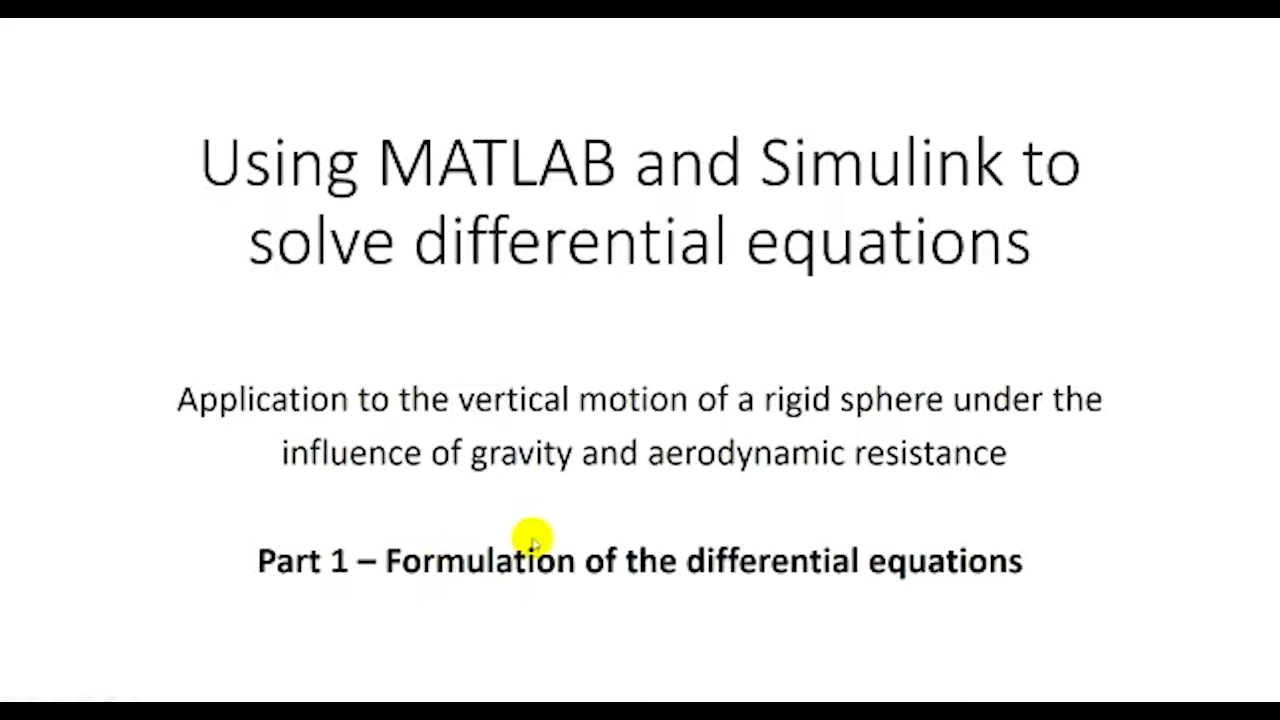 Using MATLAB and Simulink to
solve differential equations
Application to the vertical motion of a rigid sphere under the
influence of gravity and aerodynamic resistance
Part 1 – Formulation of the differential equations